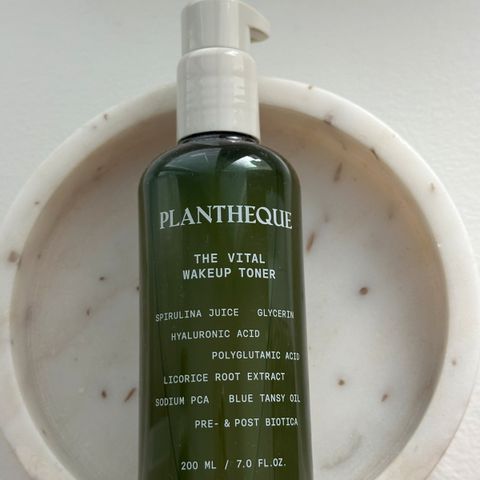 PLANTHEQUE
THE VITAL
WAKEUP TONER
SPIRULINA JUICE GLYCERIN
HYALURONIC ACID
POLYGLUTAMIC ACID
LICORICE ROOT EXTRACT
SODIUM PCA BLUE TANSY OIL
PRE- & POST BIOTICA
200 ML / 7.0 FL.OZ.